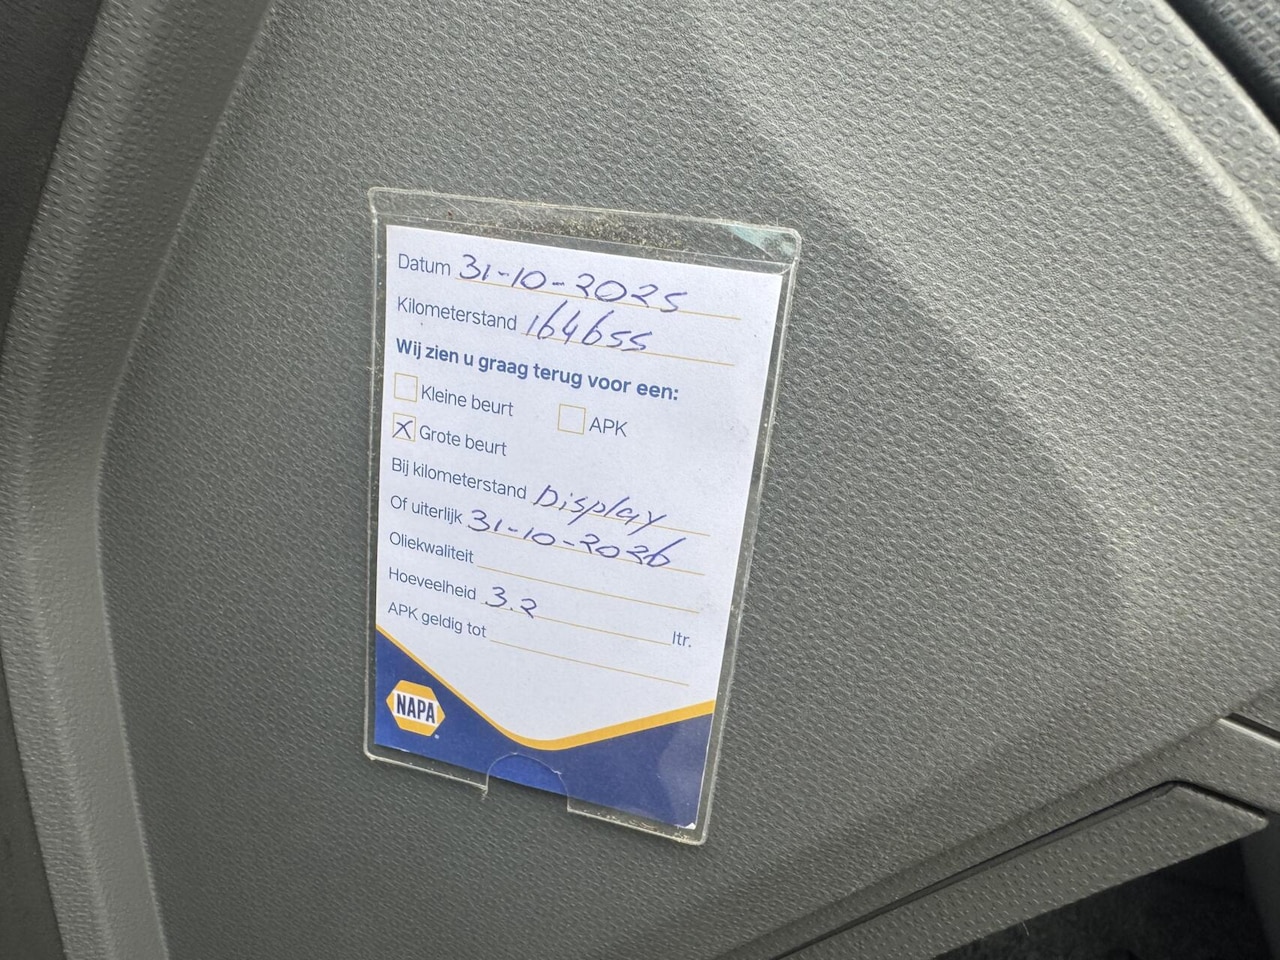 Datum 31-10-2025
Kilometerstand 164655
Wij zien u graag terug voor een:
Kleine beurt APK
X Grote beurt
Bij kilometerstand Display
Of uiterlijk 31-10-2026
Oliekwaliteit
Hoeveelheid 3.2 ltr.
APK geldig tot
NAPA